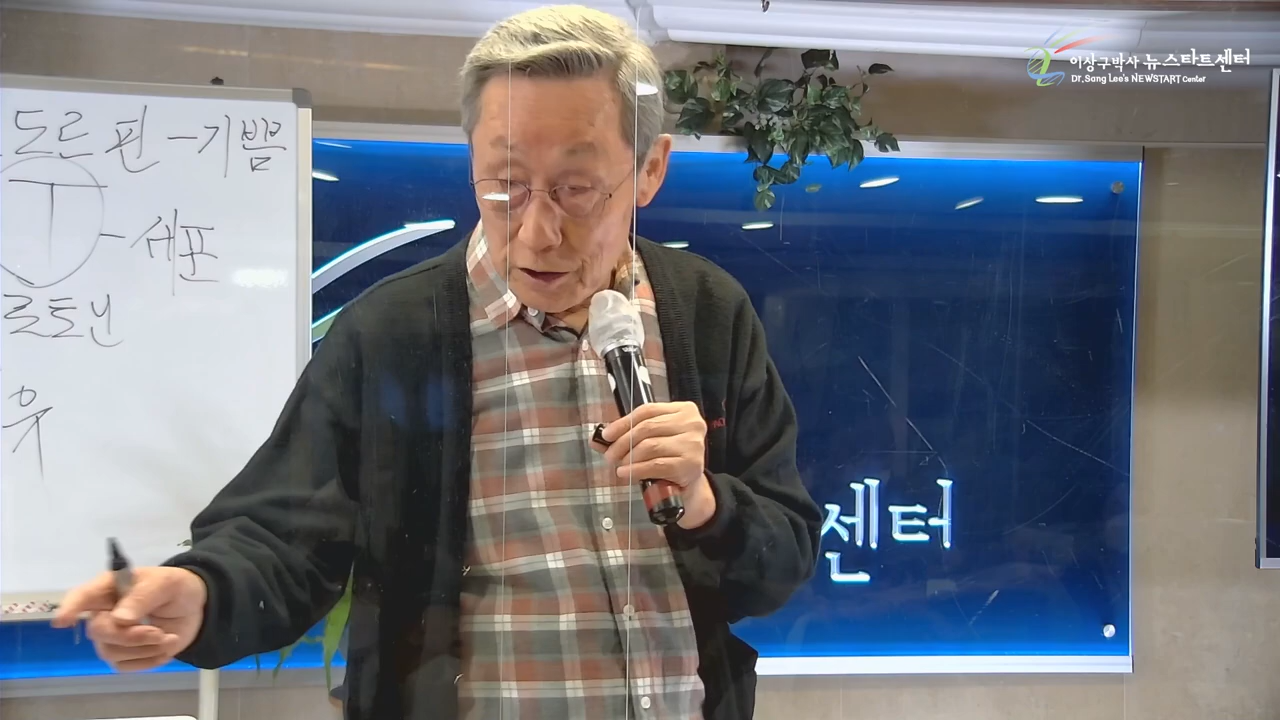 도르핀 - 기쁨
T - 세포
르토닌
유
이상구박사 뉴스타트센터
Dr. Sang Lee's NEWSTART Center
센터